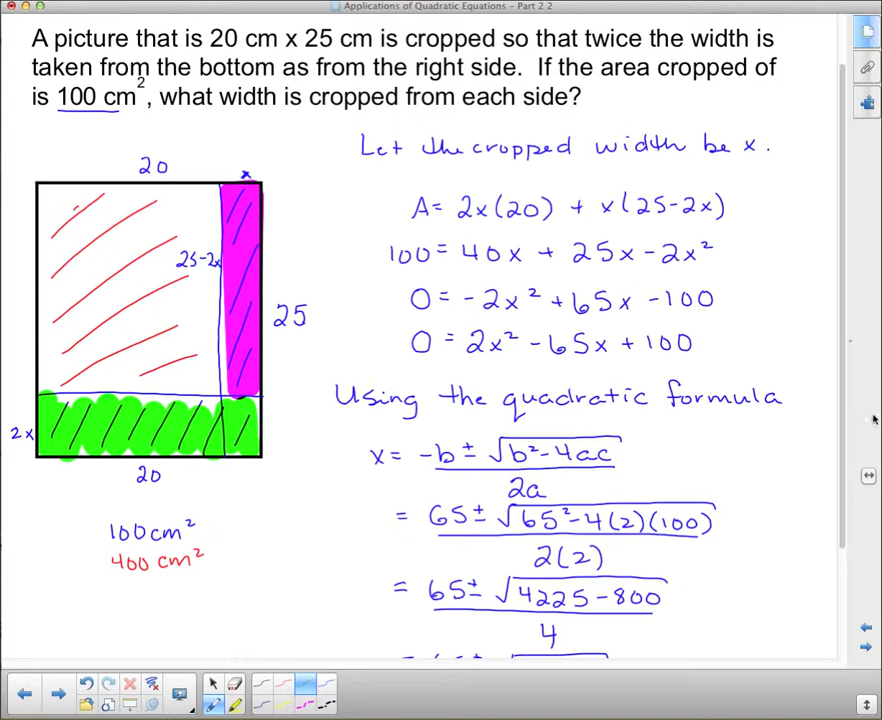 Applications of Quadratic Equations - Part 2 2
A picture that is 20 cm x 25 cm is cropped so that twice the width is
taken from the bottom as from the right side.  If the area cropped of
is 100 cm², what width is cropped from each side?
Let the cropped width be x.
20
x
A = 2x(20) + x(25-2x)
100 = 40x + 25x - 2x²
25-2x
0 = -2x² + 65x - 100
25
0 = 2x² - 65x + 100
Using the quadratic formula
2x
x = -b ± √b² - 4ac
2a
20
= 65 ± √65² - 4(2)(100)
2(2)
100 cm²
400 cm²
= 65 ± √4225 - 800
4